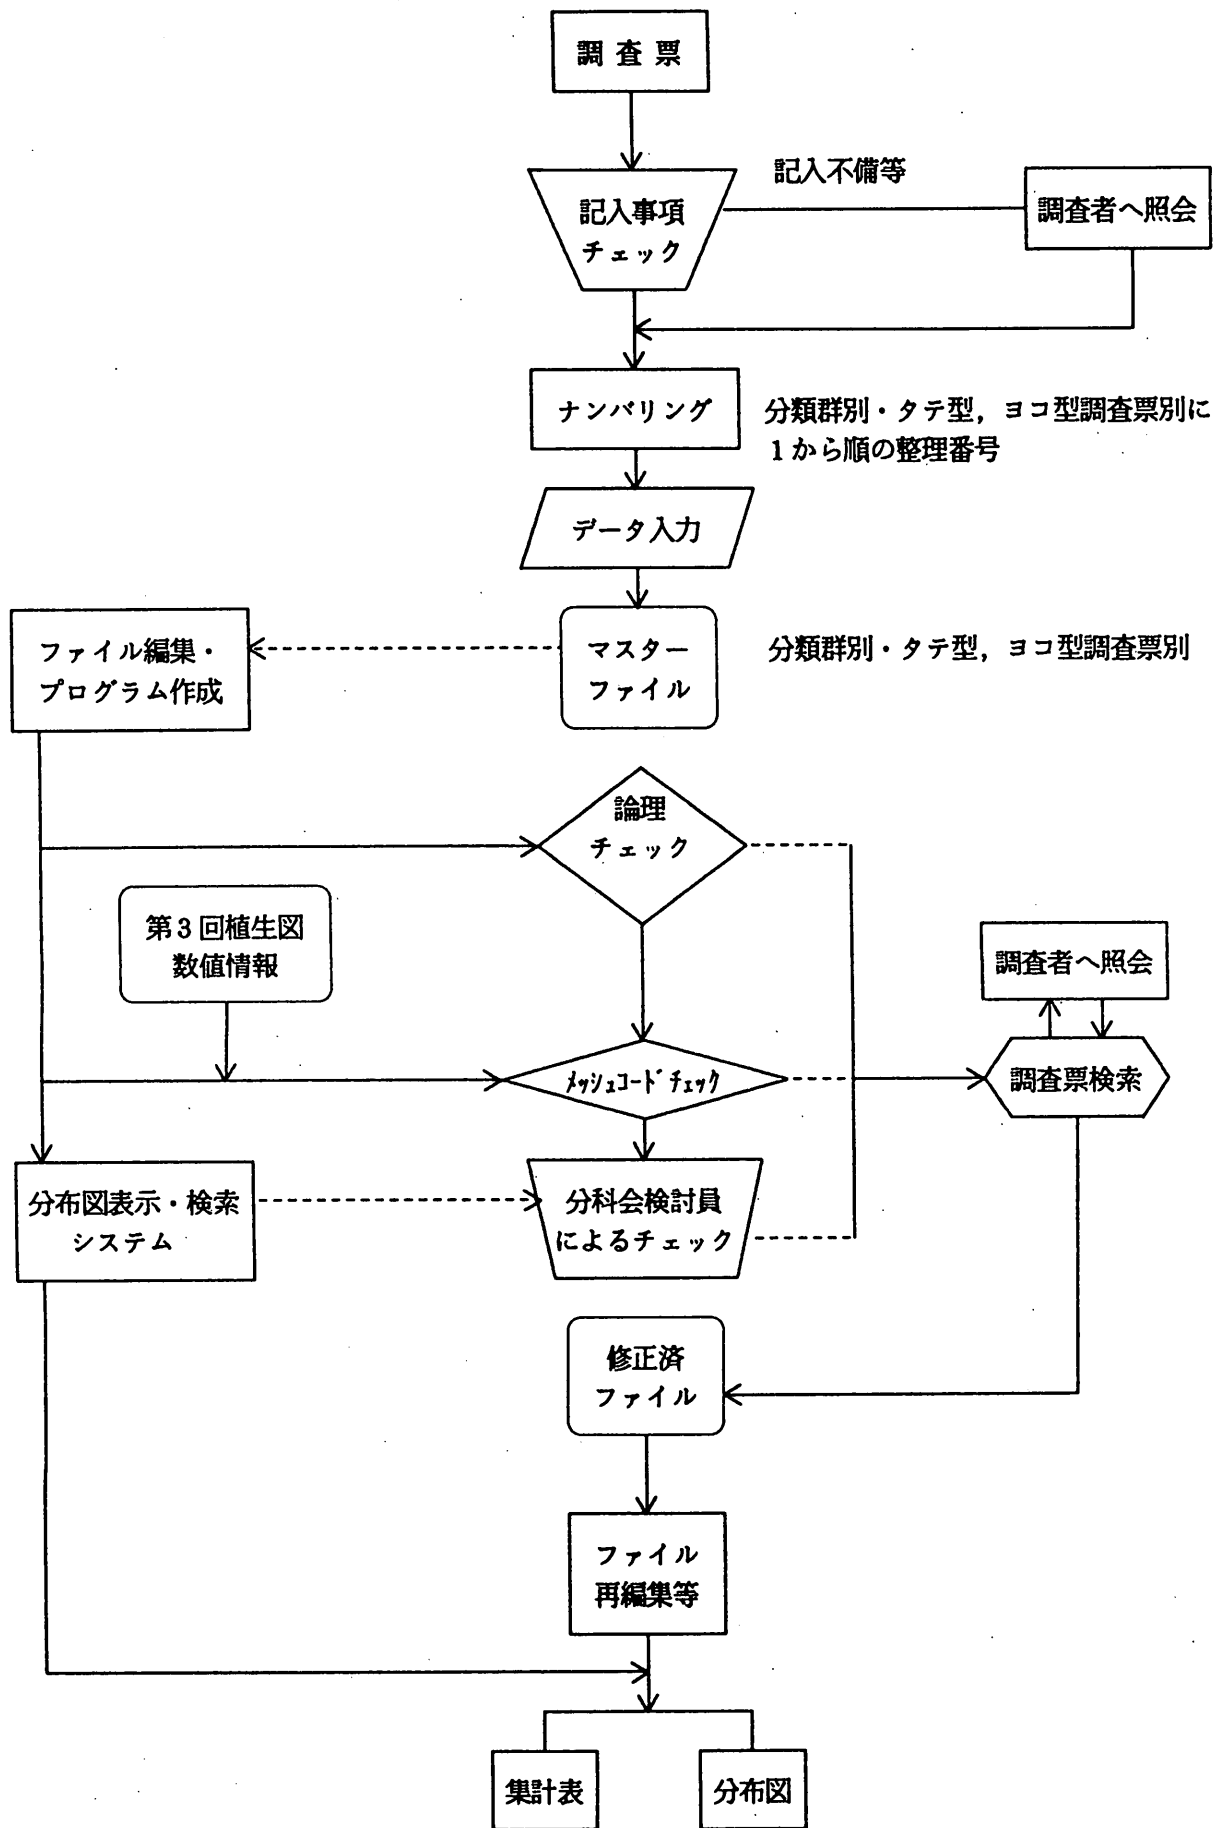 調査票
記入不備等
記入事項
チェック
調査者へ照会
ナンバリング
分類群別・タテ型，ヨコ型調査票別に
1から順の整理番号
データ入力
ファイル編集・
プログラム作成
マスター
ファイル
分類群別・タテ型，ヨコ型調査票別
論理
チェック
第3回植生図
数値情報
調査者へ照会
メッシュコードチェック
調査票検索
分布図表示・検索
システム
分科会検討員
によるチェック
修正済
ファイル
ファイル
再編集等
集計表
分布図